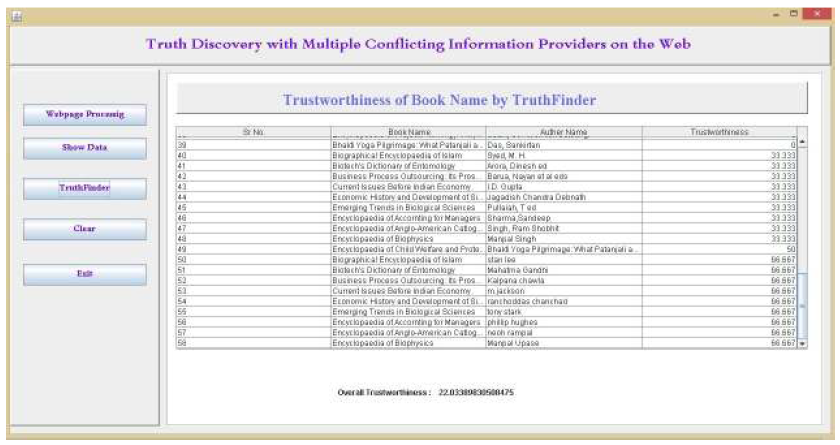 Truth Discovery with Multiple Conflicting Information Providers on the Web
Webpage Processig
Show Data
TruthFinder
Clear
Exit
Trustworthiness of Book Name by TruthFinder
Sr No. Book Name Auther Name Trustworthiness
39 Bhakti Yoga Pilgrimage: What Patanjali a... Das, Sankirtan 0
40 Biographical Encyclopaedia of Islam Syed, M. H. 33.333
41 Biotech's Dictionary of Entomology Arora, Dinesh ed 33.333
42 Business Process Outsourcing: Its Pros... Barua, Nayan et al eds 33.333
43 Current Issues Before Indian Economy I.D. Gupta 33.333
44 Economic History and Development of Si... Jagadish Chandra Debnath 33.333
45 Emerging Trends in Biological Sciences Pullaiah, T ed 33.333
46 Encyclopaedia of Accornting for Managers Sharma,Sandeep 33.333
47 Encyclopaedia of Anglo-American Catlog... Singh, Ram Shobhit 33.333
48 Encyclopaedia of Biophysics Manpal Singh 33.333
49 Encyclopaedia of Child Welfare and Prote... Bhakti Yoga Pilgrimage: What Patanjali a... 50
50 Biographical Encyclopaedia of Islam stan lee 66.667
51 Biotech's Dictionary of Entomology Mahatma Gandhi 66.667
52 Business Process Outsourcing: Its Pros... Kalpana chawla 66.667
53 Current Issues Before Indian Economy m.jackson 66.667
54 Economic History and Development of Si... ranchoddas chanchad 66.667
55 Emerging Trends in Biological Sciences tony stark 66.667
56 Encyclopaedia of Accornting for Managers phillip hughes 66.667
57 Encyclopaedia of Anglo-American Catlog... neoh rampal 66.667
58 Encyclopaedia of Biophysics Manpal Upase 66.667
Overall Trustworthiness : 22.03389830508475